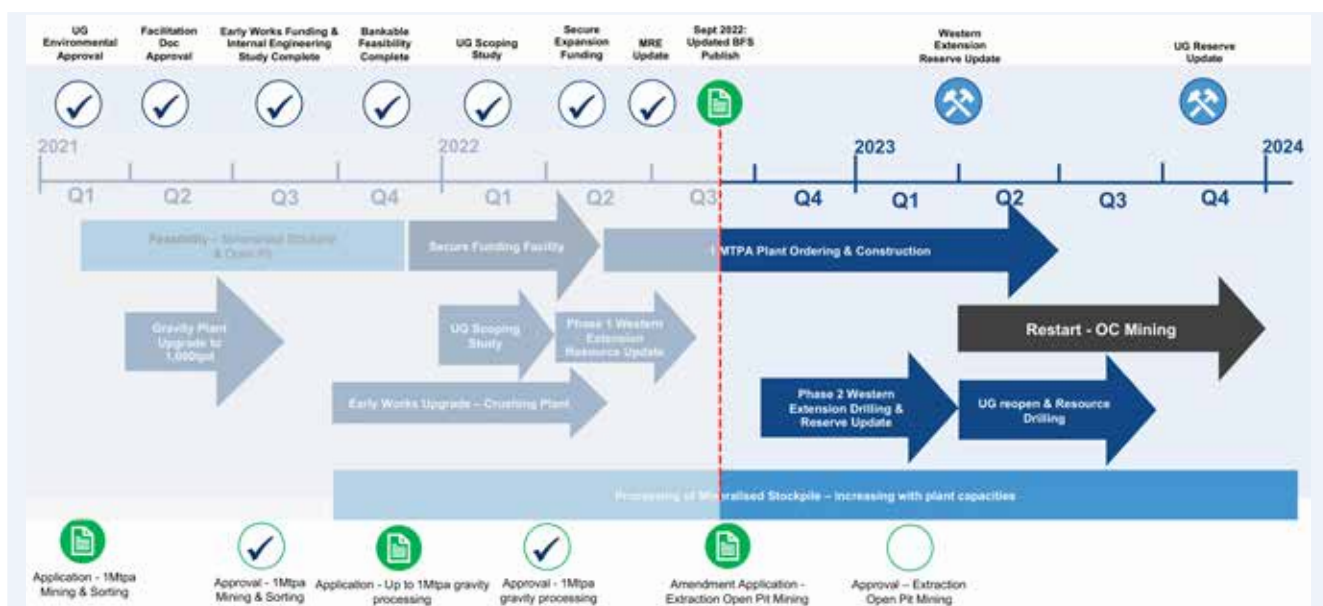 UG
Environmental
Approval
Facilitation
Doc
Approval
Early Works Funding &
Internal Engineering
Study Complete
Bankable
Feasibility
Complete
UG Scoping
Study
Secure
Expansion
Funding
MRE
Update
Sept 2022:
Updated BFS
Publish
Western
Extension
Reserve Update
UG Reserve
Update
2021
2022
2023
2024
Q1
Q2
Q3
Q4
Q1
Q2
Q3
Q4
Q1
Q2
Q3
Q4
Feasibility – Mineralised Stockpile
& Open Pit
Secure Funding Facility
1MTPA Plant Ordering & Construction
Gravity Plant
Upgrade to
UG Scoping
Study
Phase 1 Western
Extension
Resource Update
Restart - OC Mining
Early Works Upgrade – Crushing Plant
Phase 2 Western
Extension Drilling &
Reserve Update
UG reopen & Resource
Drilling
Processing of Mineralised Stockpile – increasing with plant capacities
Application - 1Mtpa
Mining & Sorting
Approval - 1Mtpa
Mining & Sorting
Application - Up to 1Mtpa gravity
processing
Approval - 1Mtpa
gravity processing
Amendment Application -
Extraction Open Pit Mining
Approval – Extraction
Open Pit Mining